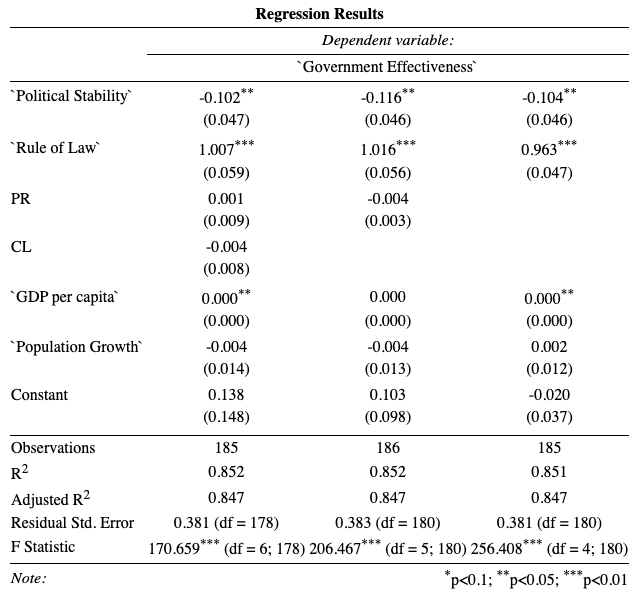 Regression Results
Dependent variable:
`Government Effectiveness`
`Political Stability` -0.102** -0.116** -0.104**
(0.047) (0.046) (0.046)
`Rule of Law` 1.007*** 1.016*** 0.963***
(0.059) (0.056) (0.047)
PR 0.001 -0.004
(0.009) (0.003)
CL -0.004
(0.008)
`GDP per capita` 0.000** 0.000 0.000**
(0.000) (0.000) (0.000)
`Population Growth` -0.004 -0.004 0.002
(0.014) (0.013) (0.012)
Constant 0.138 0.103 -0.020
(0.148) (0.098) (0.037)
Observations 185 186 185
R2 0.852 0.852 0.851
Adjusted R2 0.847 0.847 0.847
Residual Std. Error 0.381 (df = 178) 0.383 (df = 180) 0.381 (df = 180)
F Statistic 170.659*** (df = 6; 178) 206.467*** (df = 5; 180) 256.408*** (df = 4; 180)
Note: *p<0.1; **p<0.05; ***p<0.01